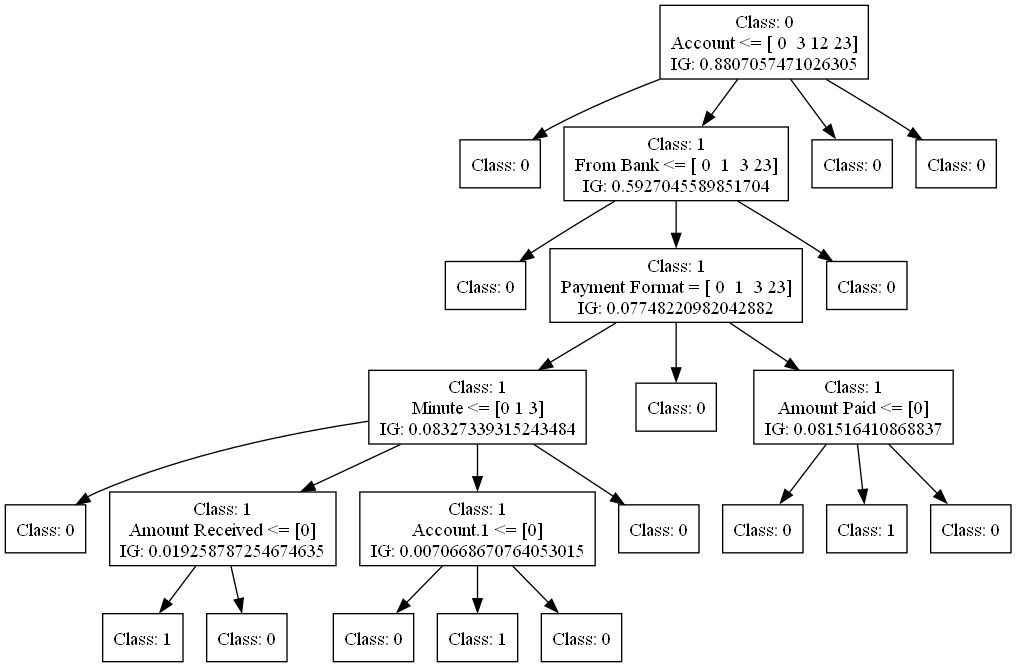 Class: 0
Account <= [ 0  3 12 23]
IG: 0.8807057471026305
Class: 0
Class: 1
From Bank <= [ 0  1  3 23]
IG: 0.5927045589851704
Class: 0
Class: 0
Class: 0
Class: 1
Payment Format = [ 0  1  3 23]
IG: 0.07748220982042882
Class: 0
Class: 1
Minute <= [0 1 3]
IG: 0.08327339315243484
Class: 0
Class: 1
Amount Paid <= [0]
IG: 0.081516410868837
Class: 0
Class: 1
Amount Received <= [0]
IG: 0.019258787254674635
Class: 1
Account.1 <= [0]
IG: 0.0070668670764053015
Class: 0
Class: 0
Class: 1
Class: 0
Class: 1
Class: 0
Class: 0
Class: 1
Class: 0